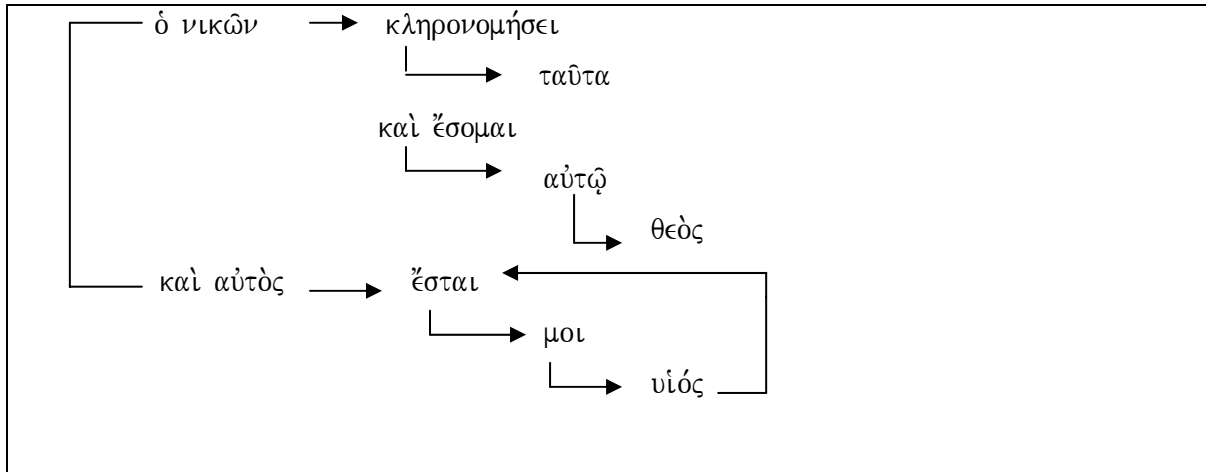 ὁ νικῶν κληρονομήσει
ταῦτα
καὶ ἔσομαι
αὐτῷ
θεὸς
καὶ αὐτὸς ἔσται
μοι
υἱός